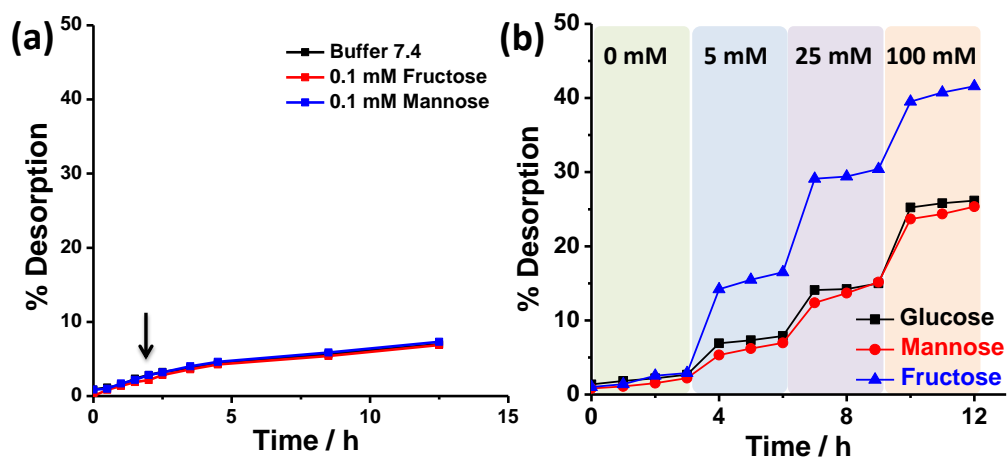 (a)
Buffer 7.4
0.1 mM Fructose
0.1 mM Mannose
% Desorption
50
40
30
20
10
0
0 5 10 15
Time / h
(b)
0 mM 5 mM 25 mM 100 mM
% Desorption
50
40
30
20
10
0
Glucose
Mannose
Fructose
0 4 8 12
Time / h